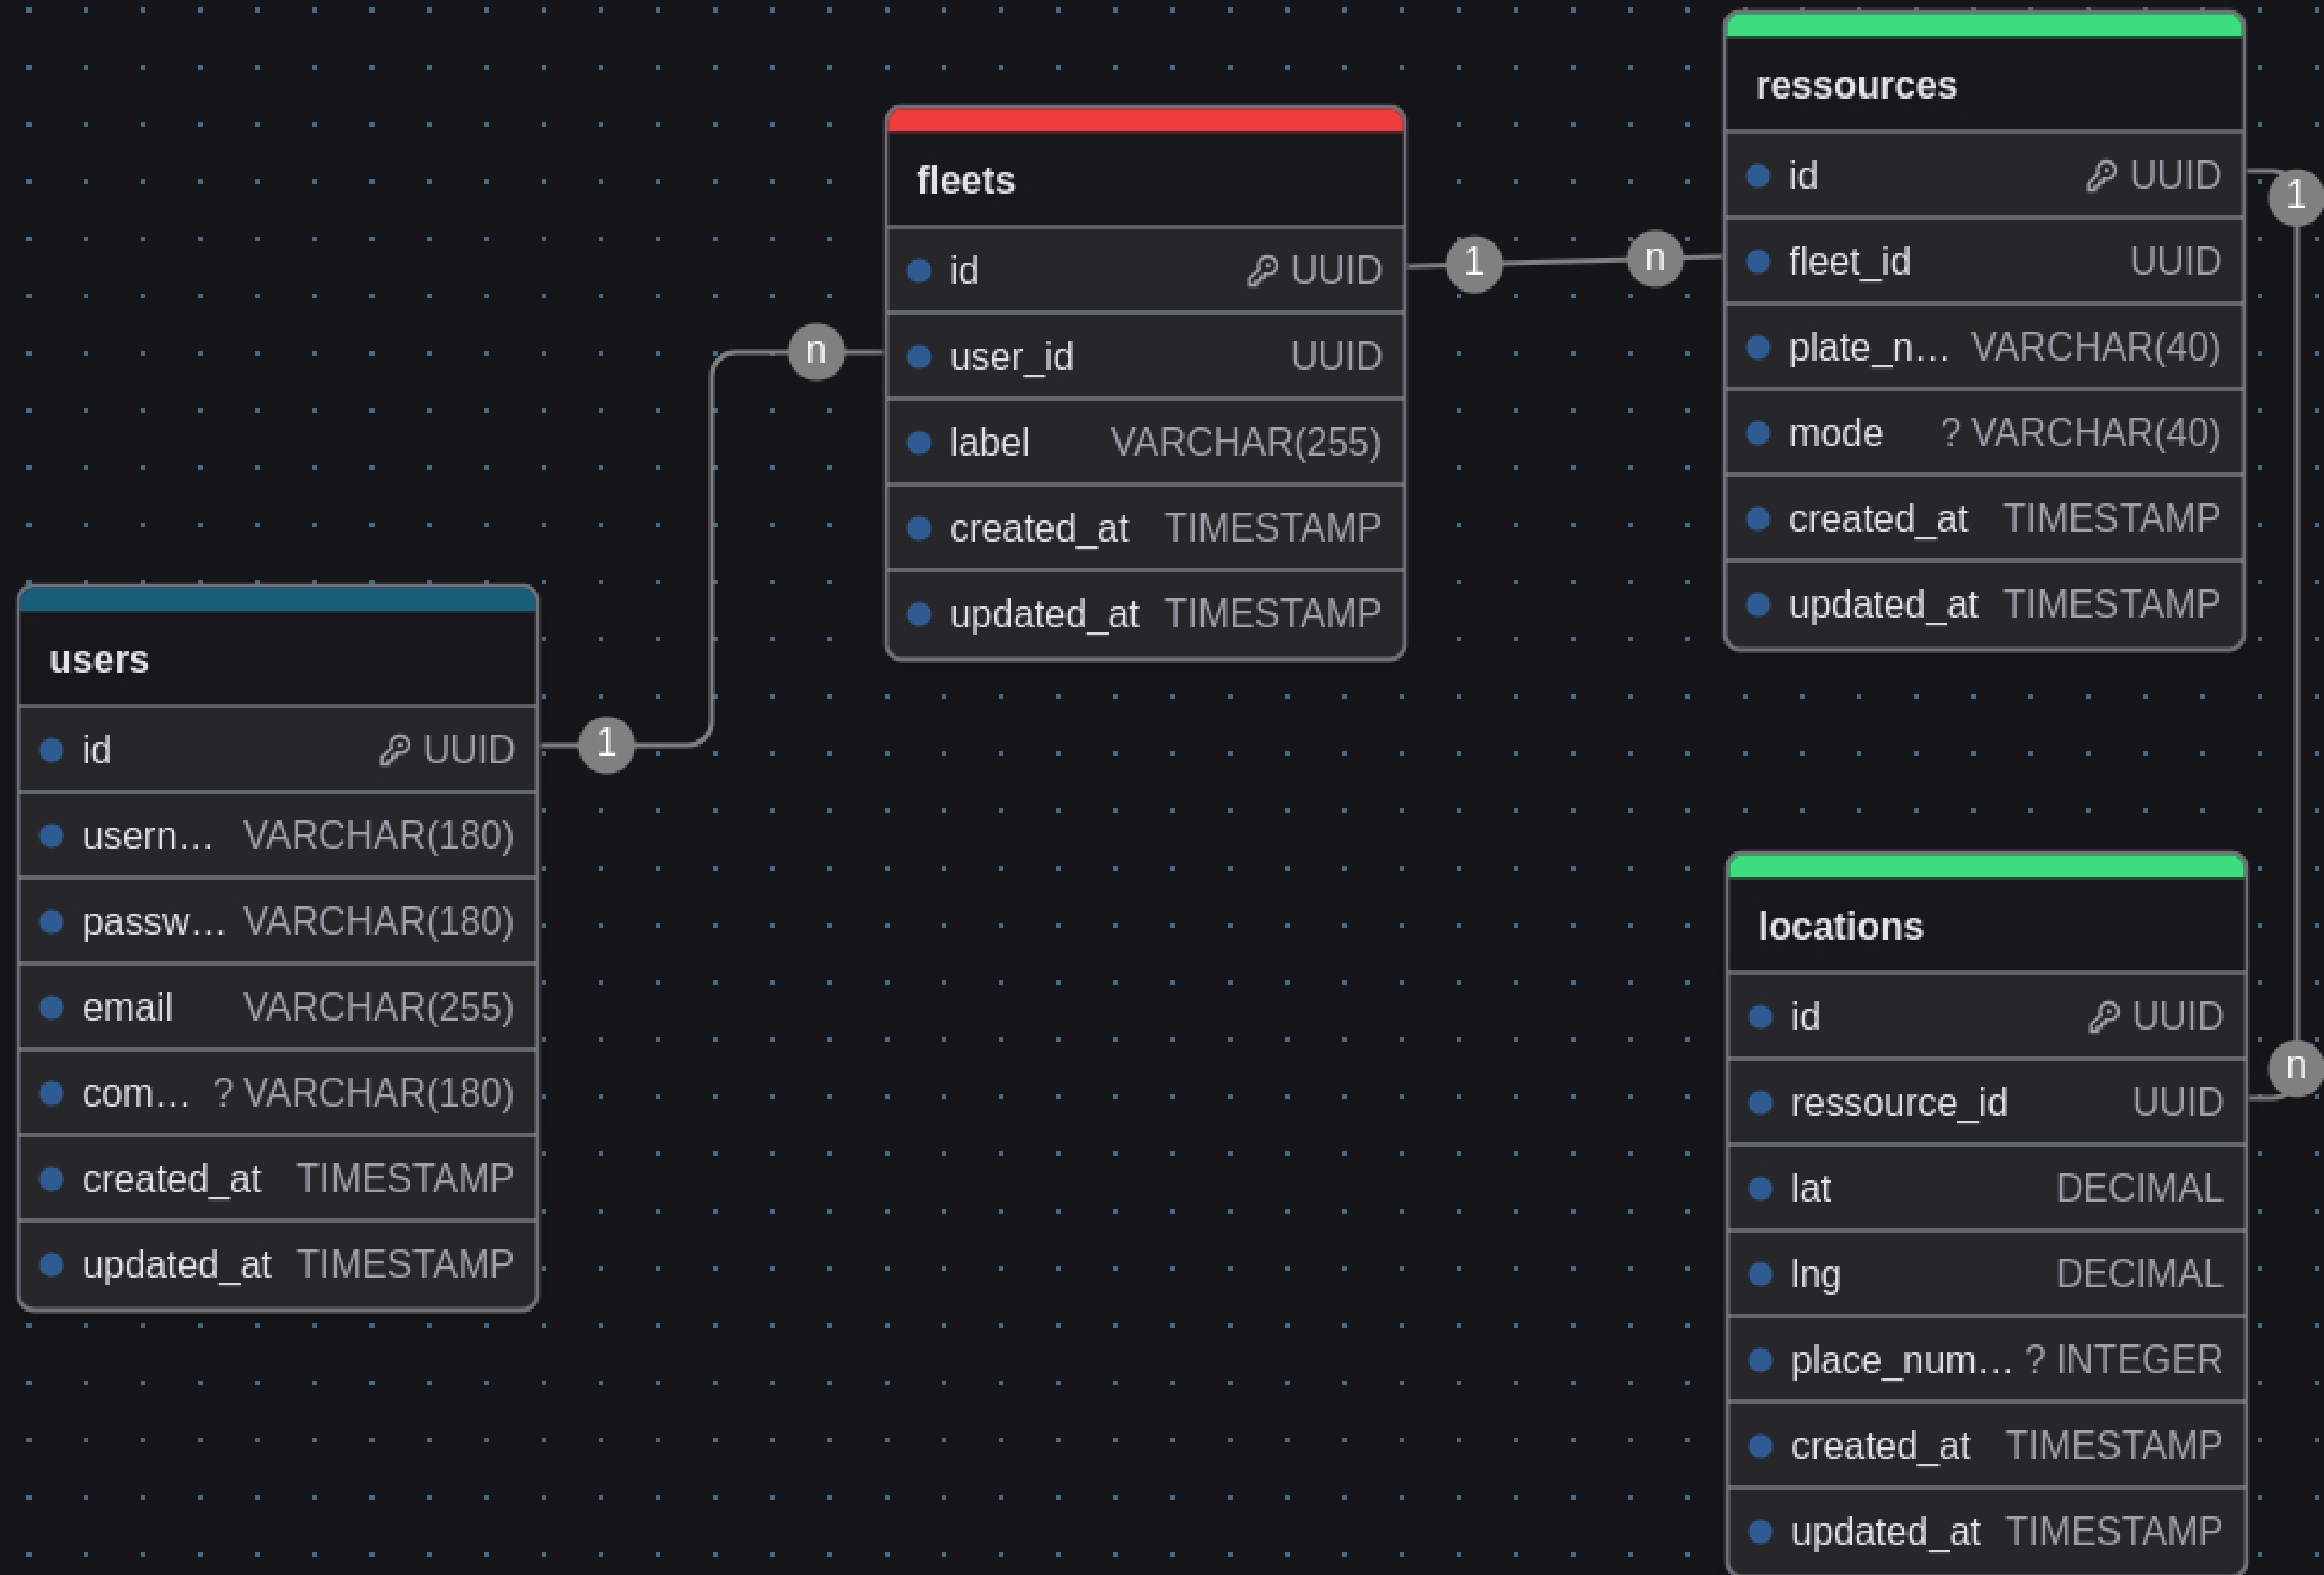 users
id UUID
usern... VARCHAR(180)
passw... VARCHAR(180)
email VARCHAR(255)
com... ? VARCHAR(180)
created_at TIMESTAMP
updated_at TIMESTAMP
1
n
fleets
id UUID
user_id UUID
label VARCHAR(255)
created_at TIMESTAMP
updated_at TIMESTAMP
1
n
ressources
id UUID
fleet_id UUID
plate_n... VARCHAR(40)
mode ? VARCHAR(40)
created_at TIMESTAMP
updated_at TIMESTAMP
1
n
locations
id UUID
ressource_id UUID
lat DECIMAL
lng DECIMAL
place_num... ? INTEGER
created_at TIMESTAMP
updated_at TIMESTAMP